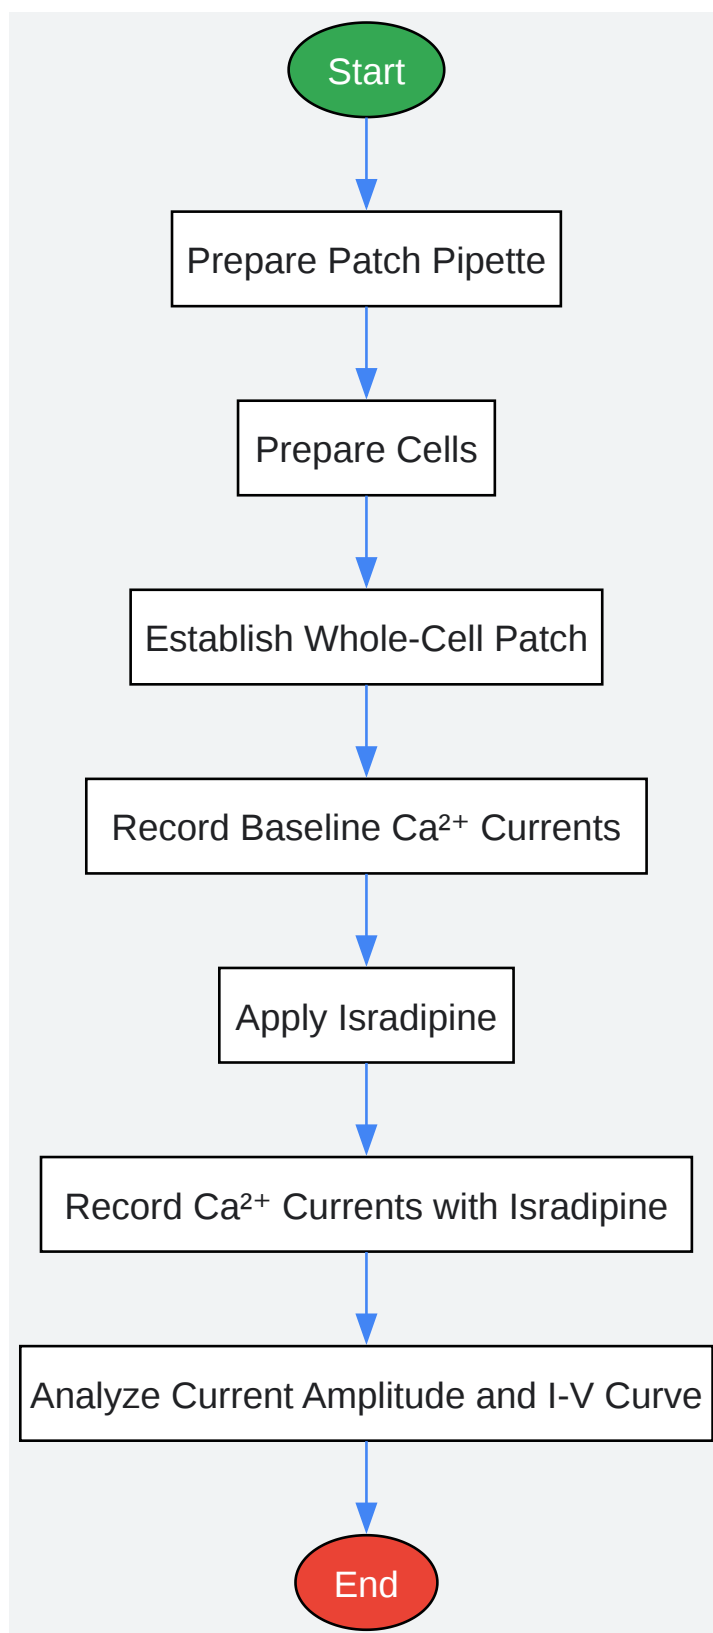 Start
Prepare Patch Pipette
Prepare Cells
Establish Whole-Cell Patch
Record Baseline Ca²⁺ Currents
Apply Isradipine
Record Ca²⁺ Currents with Isradipine
Analyze Current Amplitude and I-V Curve
End